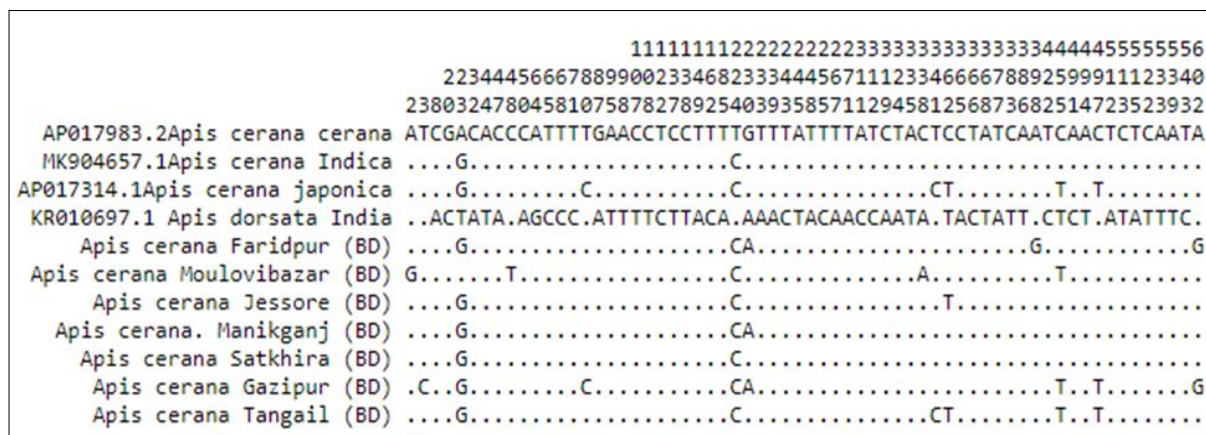 1111111122222222223333333333333334444455555556
2234445666788990023346823334445671112334666678892599911123340
2380324780458107587827892540393585711294581256873682514723523932
AP017983.2Apis cerana cerana ATCGACACCCATTTTGAACCTCCTTTTGTTTATTTTATCTACTCCTATCAATCAACTCTCAATA
MK904657.1Apis cerana Indica ....G.....................C.....................................
AP017314.1Apis cerana japonica ....G.........C...........C...............CT........T..T........
KR010697.1 Apis dorsata India ..ACTATA.AGCCC.ATTTTCTTACA.AAACTACAACCAATA.TACTATT.CTCT.ATATTTC.
Apis cerana Faridpur (BD) ....G.....................CA......................G............G
Apis cerana Moulovibazar (BD) G.......T.................C..............A..........T...........
Apis cerana Jessore (BD) ....G.....................C................T....................
Apis cerana. Manikganj (BD) ....G.....................CA....................................
Apis cerana Satkhira (BD) ....G.....................C.....................................
Apis cerana Gazipur (BD) .C..G.........C...........CA........................T..T.......G
Apis cerana Tangail (BD) ....G.....................C...............CT........T..T........